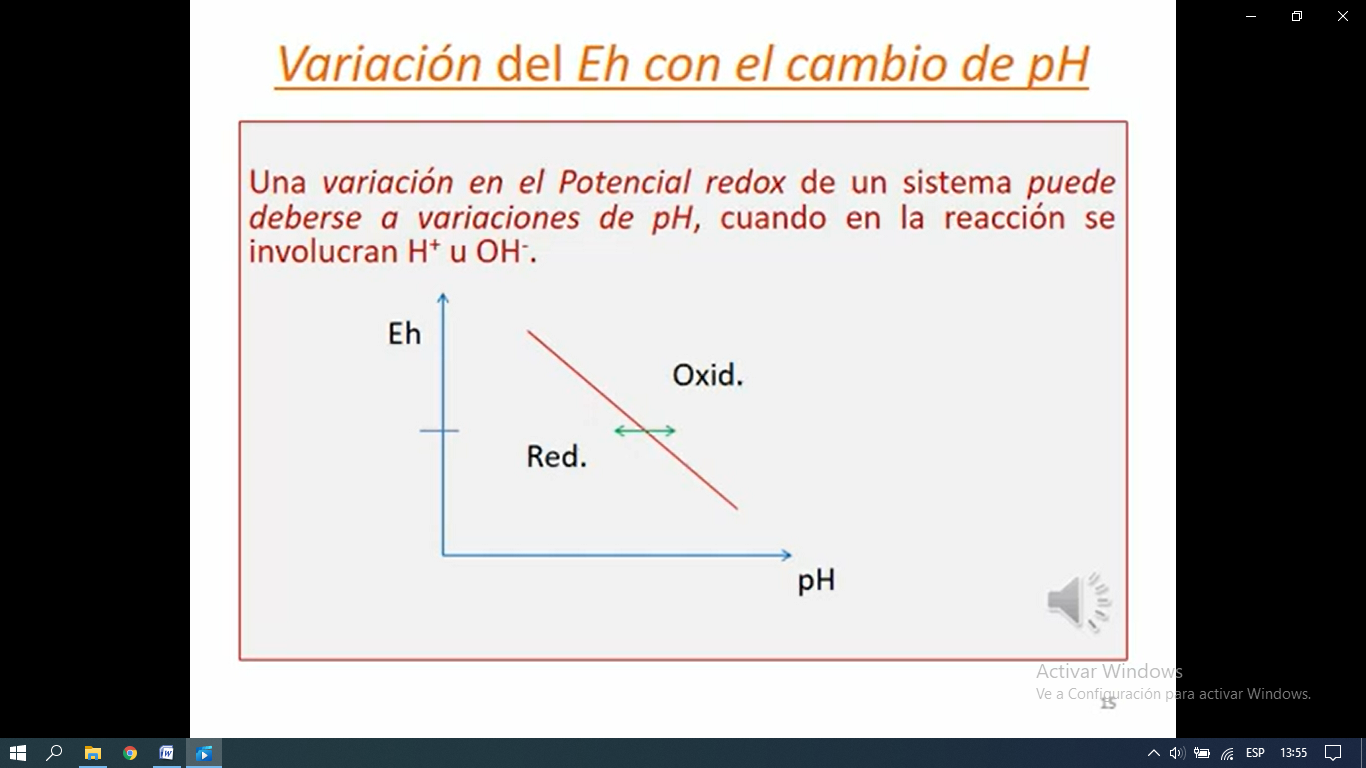 Variación del Eh con el cambio de pH
Una variación en el Potencial redox de un sistema puede
deberse a variaciones de pH, cuando en la reacción se
involucran H⁺ u OH⁻.
Eh
Oxid.
Red.
pH
Activar Windows
Ve a Configuración para activar Windows.
15
ESP
13:55